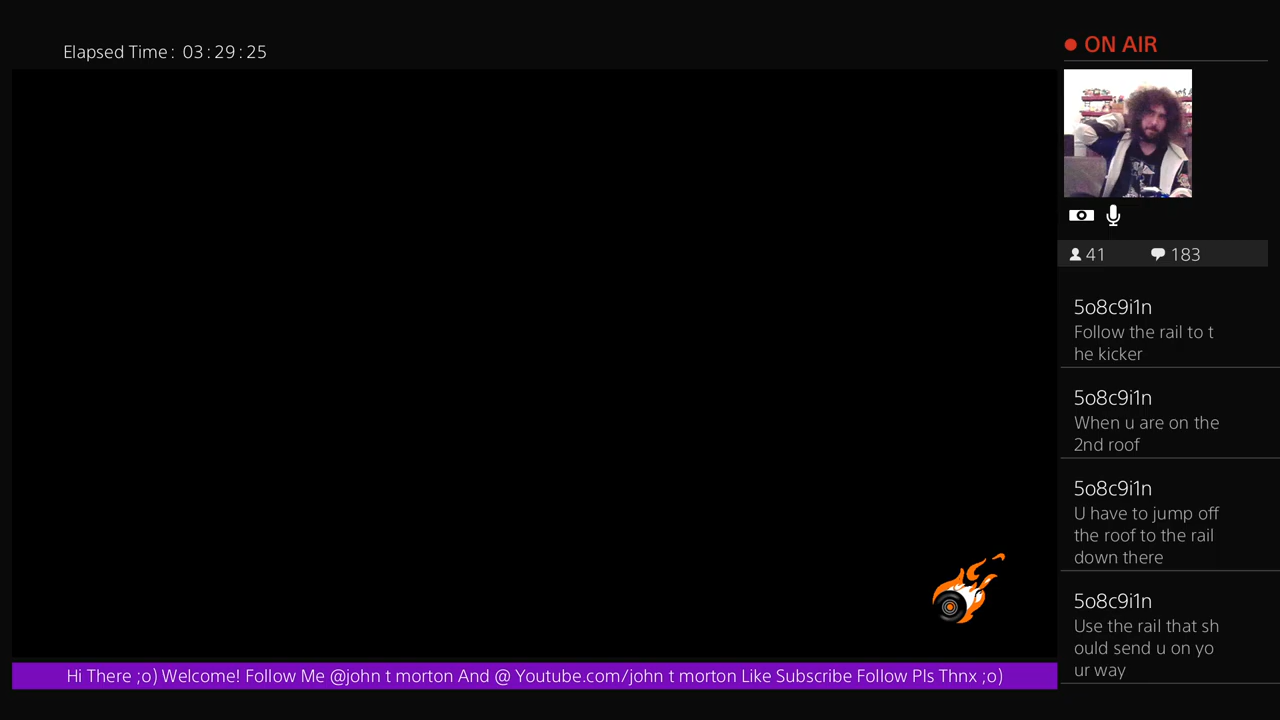 Elapsed Time: 03:29:25
ON AIR
41 183
5o8c9i1n
Follow the rail to t
he kicker
5o8c9i1n
When u are on the
2nd roof
5o8c9i1n
U have to jump off
the roof to the rail
down there
5o8c9i1n
Use the rail that sh
ould send u on yo
ur way
Hi There ;o) Welcome! Follow Me @john t morton And @ Youtube.com/john t morton Like Subscribe Follow Pls Thnx ;o)